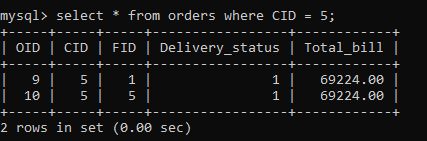 mysql> select * from orders where CID = 5;
+-----+-----+-----+-----------------+------------+
| OID | CID | FID | Delivery_status | Total_bill |
+-----+-----+-----+-----------------+------------+
|   9 |   5 |   1 |               1 |   69224.00 |
|  10 |   5 |   5 |               1 |   69224.00 |
+-----+-----+-----+-----------------+------------+
2 rows in set (0.00 sec)